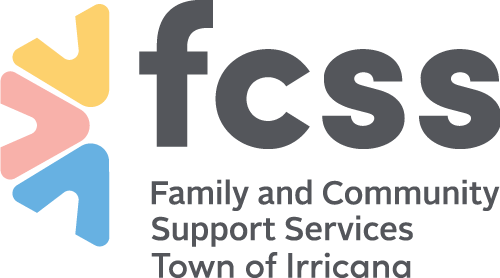 fcss
Family and Community
Support Services
Town of Irricana